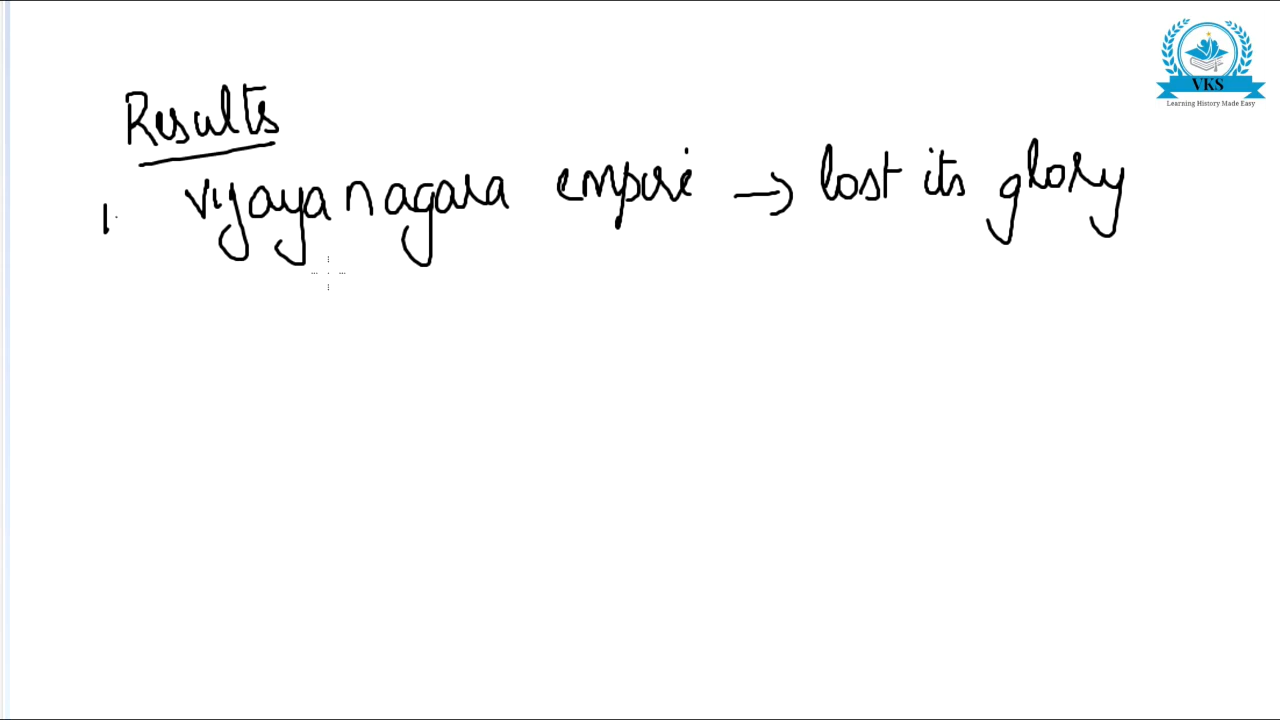 VKS
Learning History Made Easy
Results
1. vijayanagara empire → lost its glory